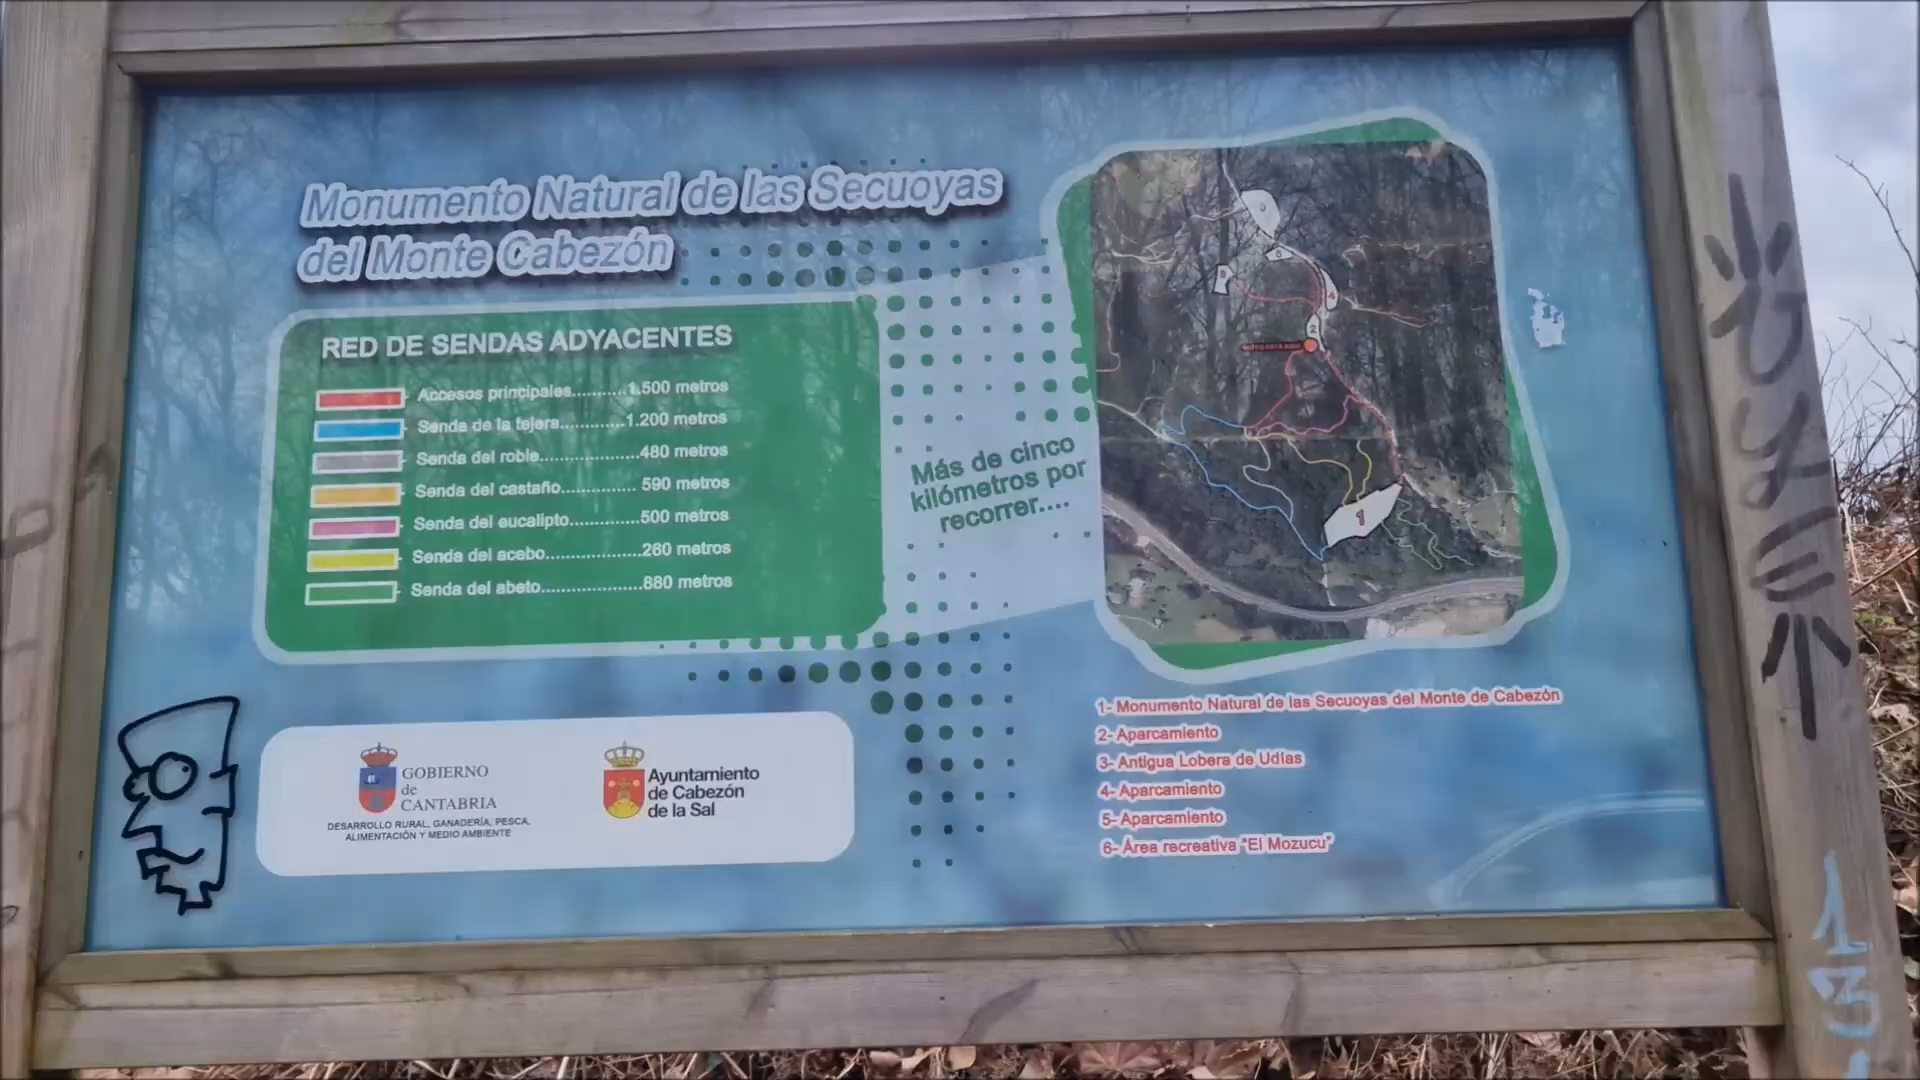 Monumento Natural de las Secuoyas
del Monte Cabezón
RED DE SENDAS ADYACENTES
Accesos principales..........1.500 metros
Senda de la tejera............1.200 metros
Senda del roble..................480 metros
Senda del castaño............. 590 metros
Senda del eucalipto.............500 metros
Senda del acebo..................260 metros
Senda del abeto...................880 metros
Más de cinco
kilómetros por
recorrer....
2
4
1
1- Monumento Natural de las Secuoyas del Monte de Cabezón
2- Aparcamiento
3- Antigua Lobera de Udías
4- Aparcamiento
5- Aparcamiento
6- Área recreativa "El Mozucu"
GOBIERNO
de
CANTABRIA
DESARROLLO RURAL, GANADERÍA, PESCA,
ALIMENTACIÓN Y MEDIO AMBIENTE
Ayuntamiento
de Cabezón
de la Sal
13